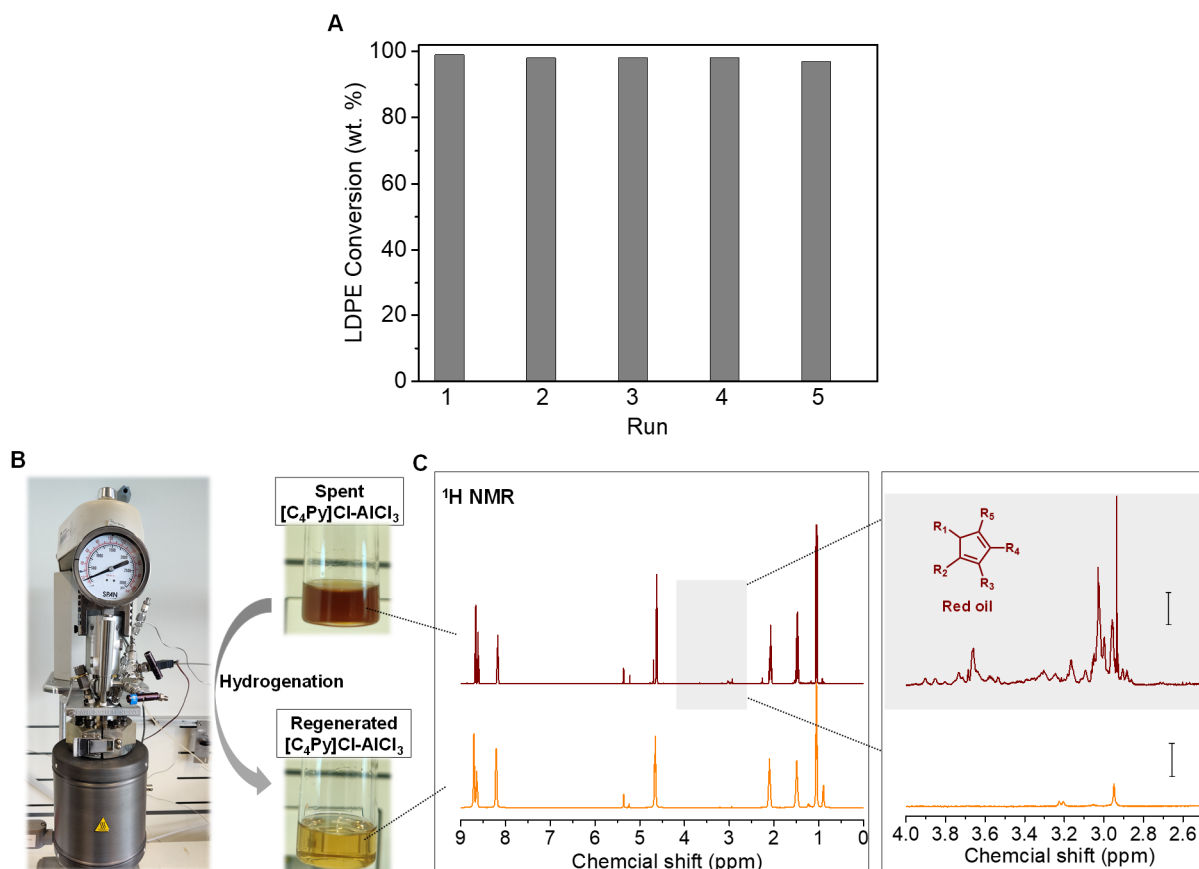 A
LDPE Conversion (wt. %)
100
80
60
40
20
0
1 2 3 4 5
Run
B
SPAN
Spent
[C₄Py]Cl-AlCl₃
Hydrogenation
Regenerated
[C₄Py]Cl-AlCl₃
C
¹H NMR
9 8 7 6 5 4 3 2 1 0
Chemcial shift (ppm)
R₁
R₅
R₄
R₂
R₃
Red oil
4.0 3.8 3.6 3.4 3.2 3.0 2.8 2.6
Chemcial shift (ppm)